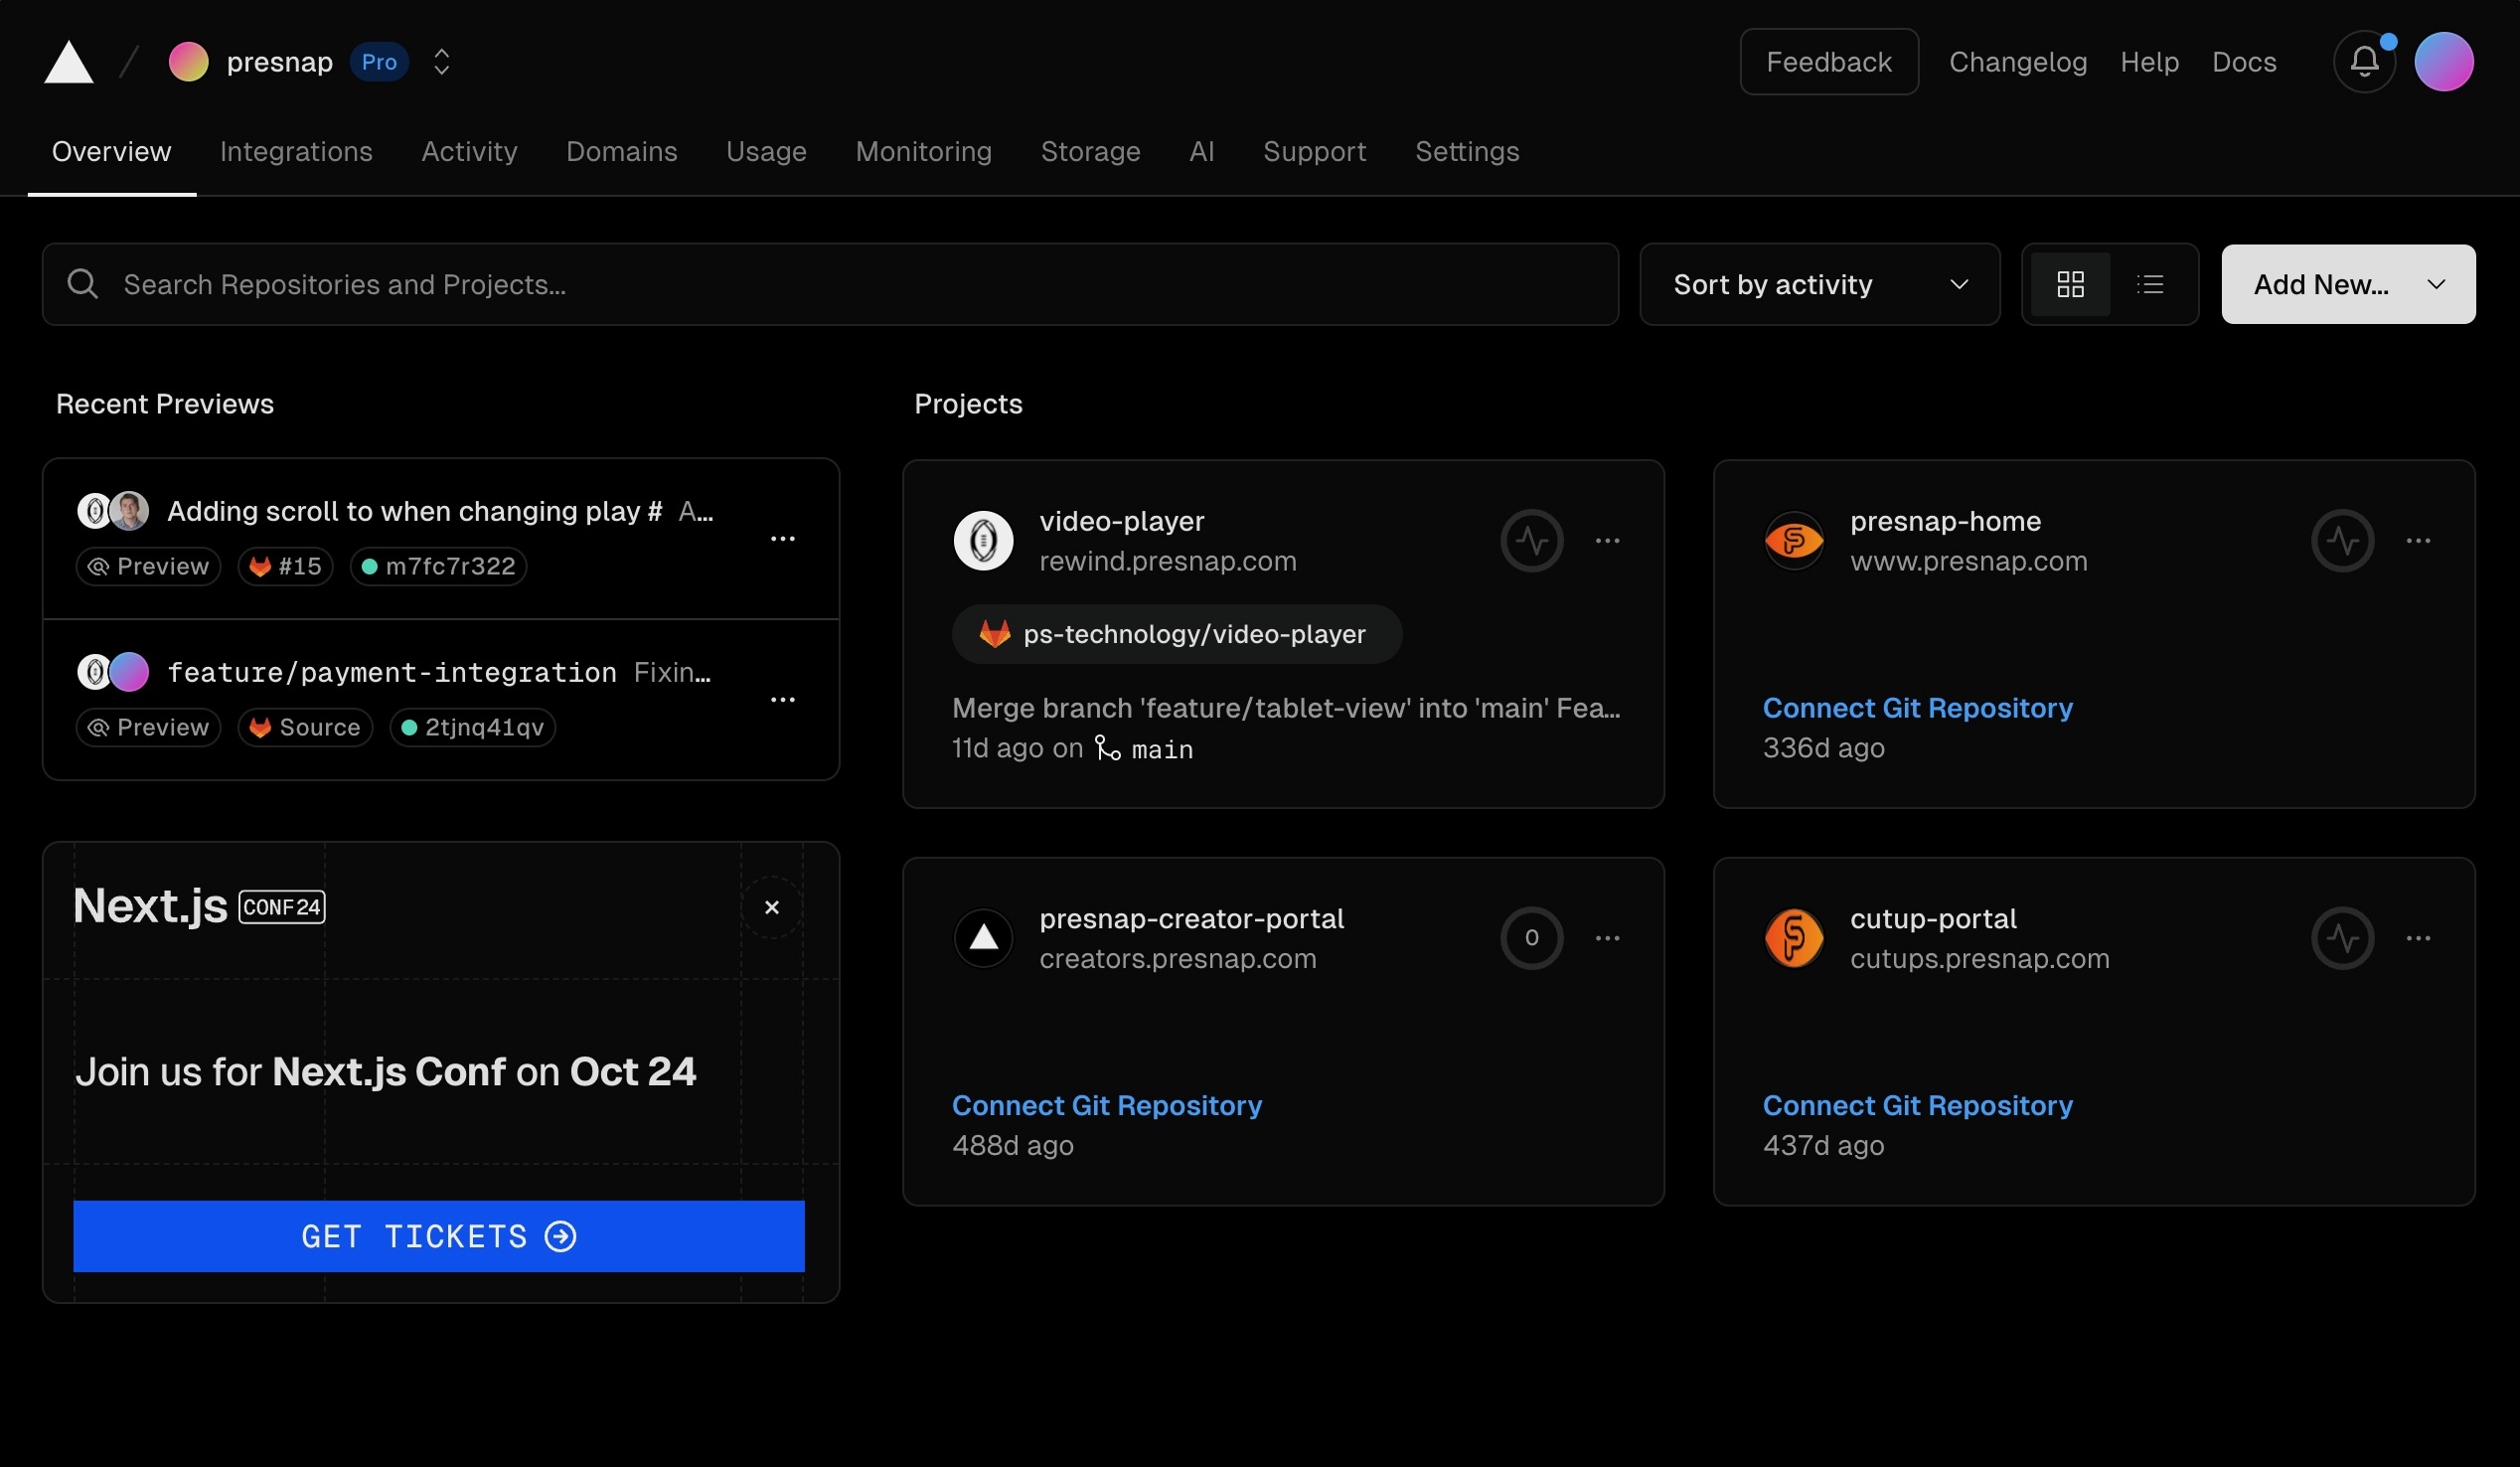 presnap Pro
Feedback Changelog Help Docs
Overview Integrations Activity Domains Usage Monitoring Storage AI Support Settings
Search Repositories and Projects...
Sort by activity
Add New...
Recent Previews
Adding scroll to when changing play # A...
Preview #15 m7fc7r322
feature/payment-integration Fixin...
Preview Source 2tjnq41qv
Next.js CONF24
Join us for Next.js Conf on Oct 24
GET TICKETS
Projects
video-player
rewind.presnap.com
ps-technology/video-player
Merge branch 'feature/tablet-view' into 'main' Fea...
11d ago on main
presnap-home
www.presnap.com
Connect Git Repository
336d ago
presnap-creator-portal
creators.presnap.com
0
Connect Git Repository
488d ago
cutup-portal
cutups.presnap.com
Connect Git Repository
437d ago